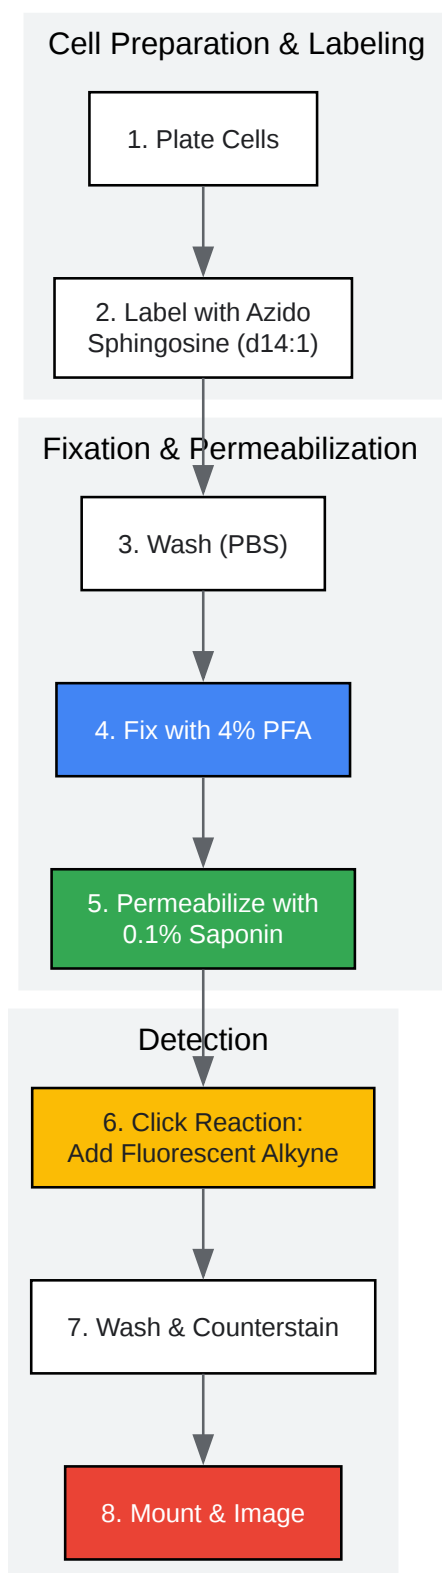 Cell Preparation & Labeling
1. Plate Cells
2. Label with Azido
Sphingosine (d14:1)
Fixation & Permeabilization
3. Wash (PBS)
4. Fix with 4% PFA
5. Permeabilize with
0.1% Saponin
Detection
6. Click Reaction:
Add Fluorescent Alkyne
7. Wash & Counterstain
8. Mount & Image